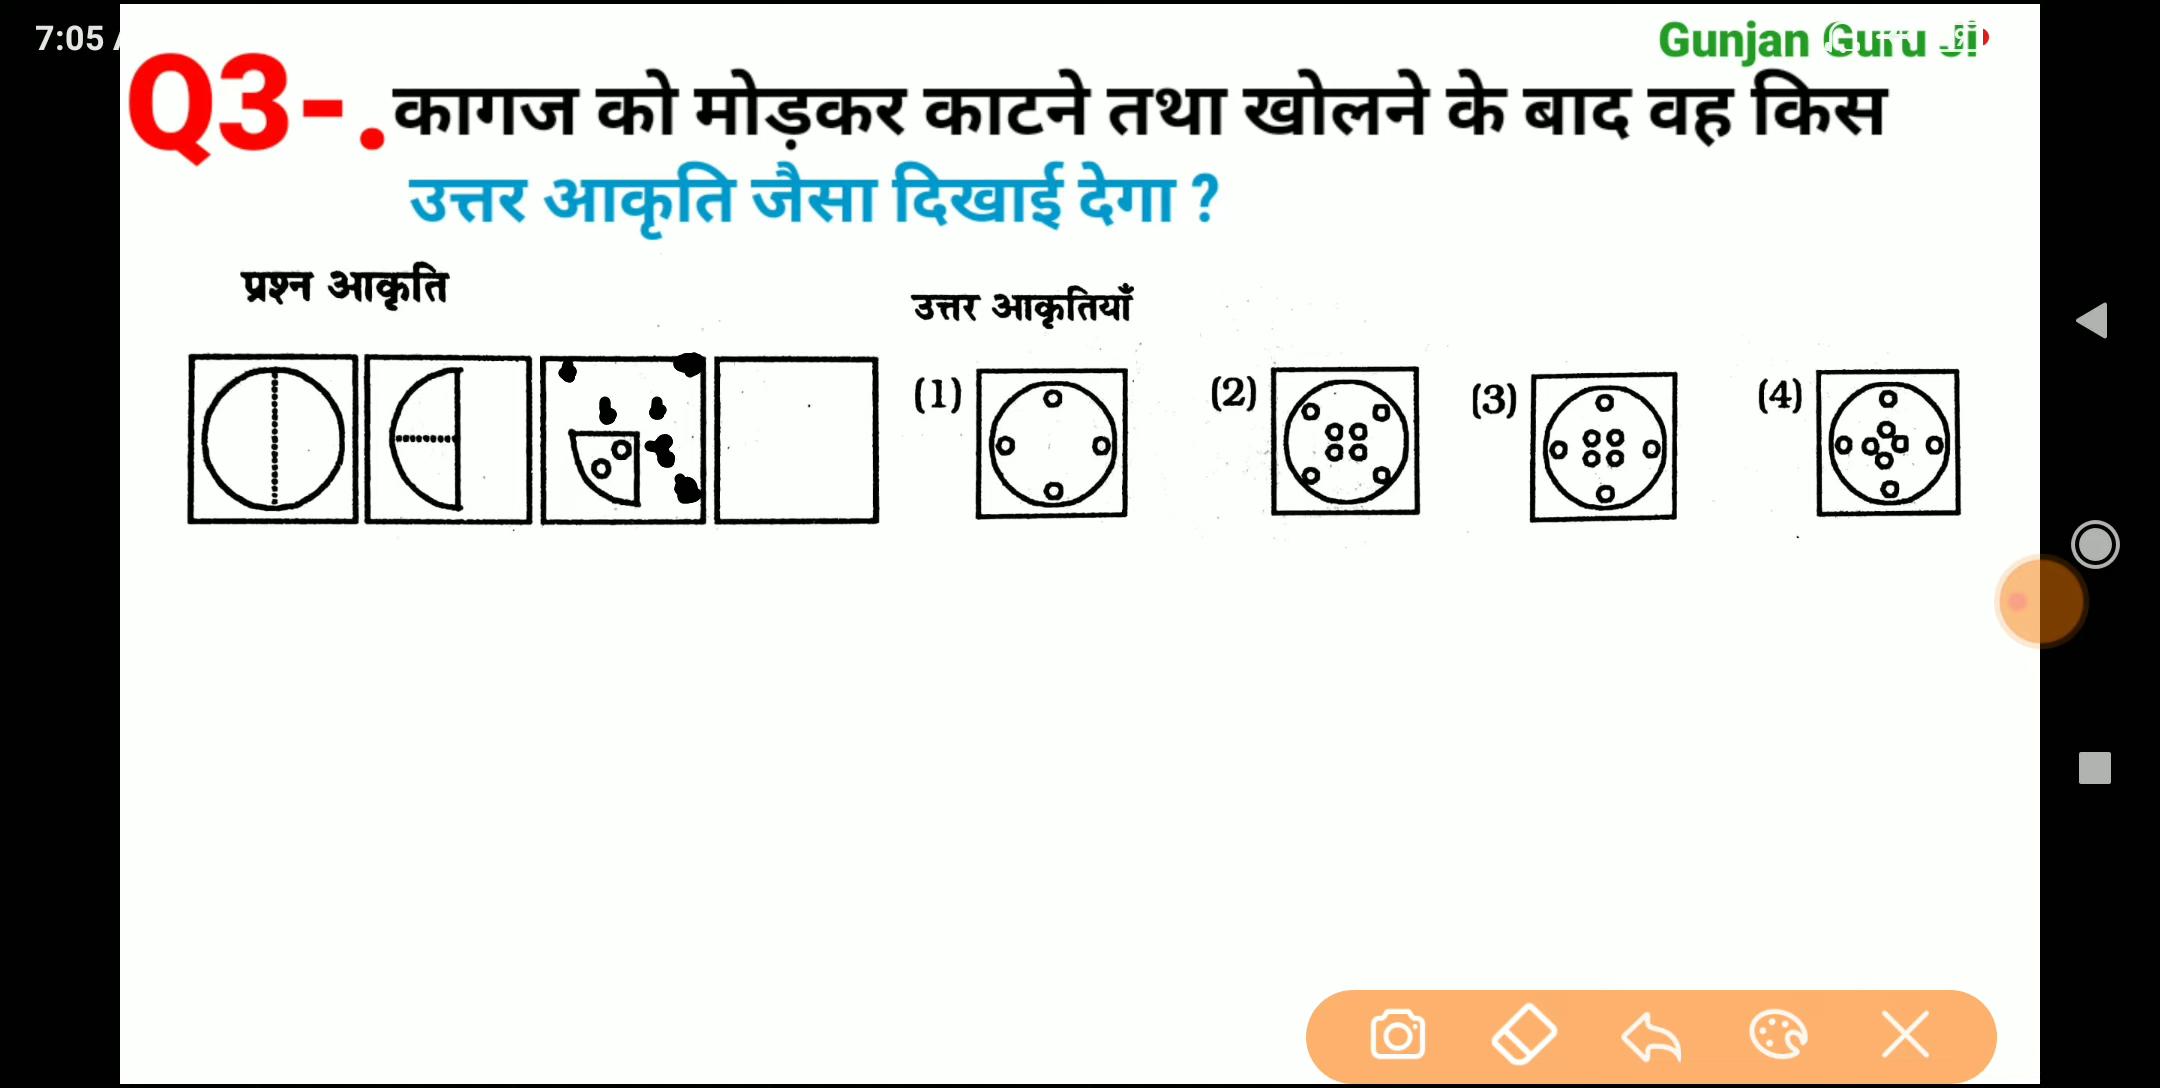 7:05
Gunjan Guru Ji
Q3-.कागज को मोड़कर काटने तथा खोलने के बाद वह किस
उत्तर आकृति जैसा दिखाई देगा ?
प्रश्न आकृति
उत्तर आकृतियाँ
(1) (2) (3) (4)